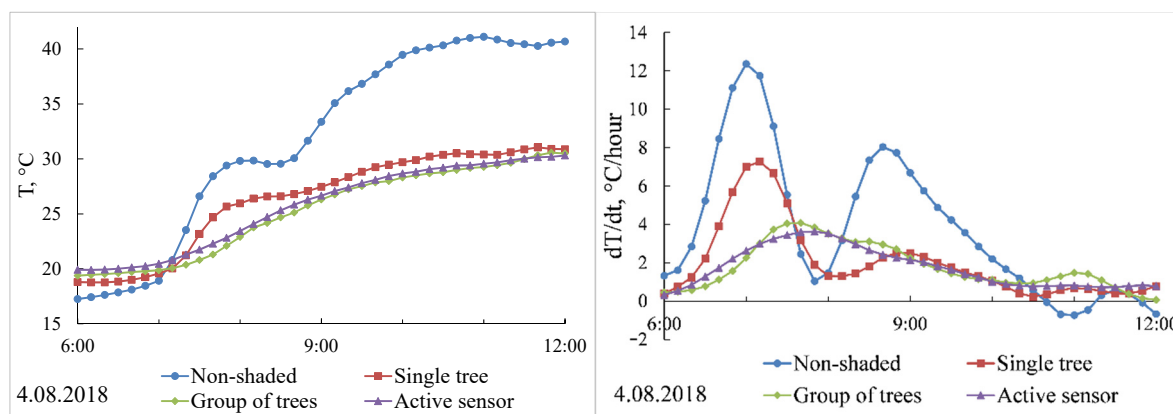 T, °C
40
35
30
25
20
15
6:00
9:00
12:00
4.08.2018
Non-shaded
Single tree
Group of trees
Active sensor
dT/dt, °C/hour
14
12
10
8
6
4
2
0
−2
6:00
9:00
12:00
4.08.2018
Non-shaded
Single tree
Group of trees
Active sensor